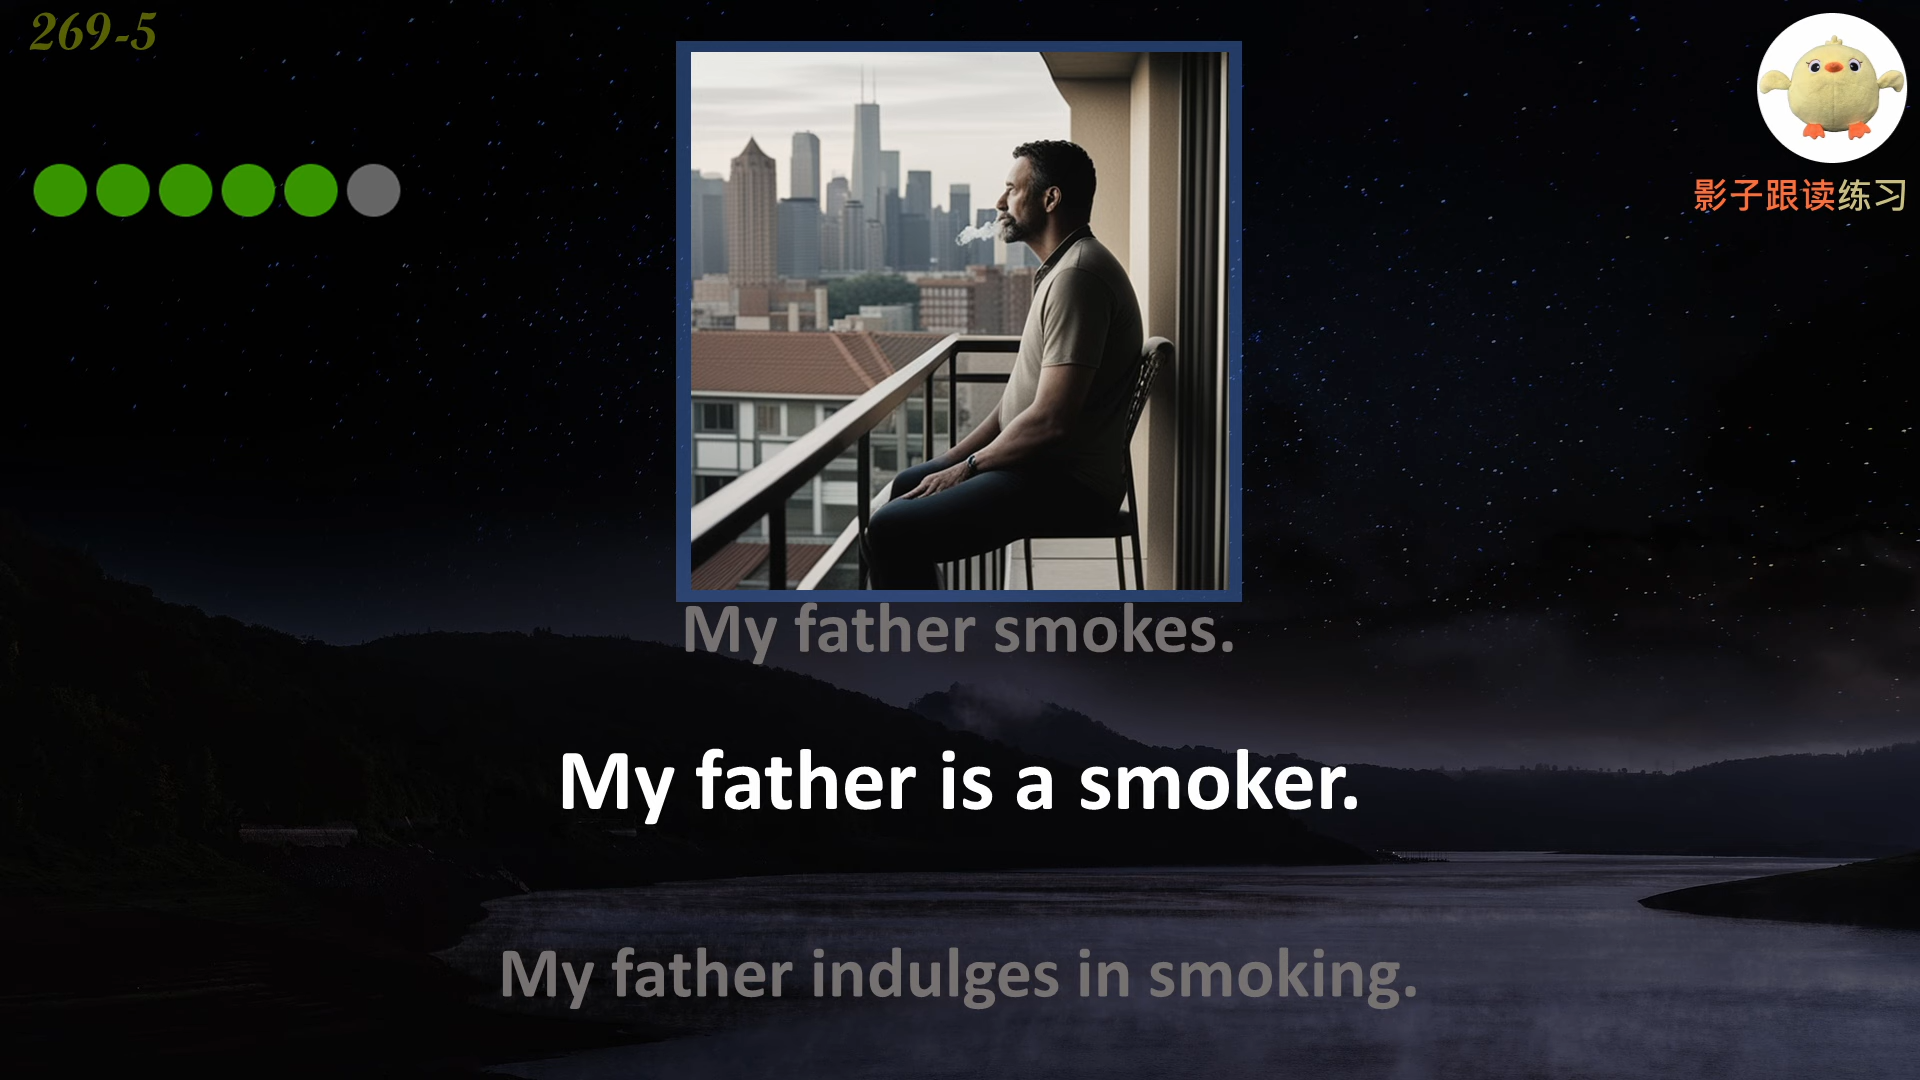 269-5
影子跟读练习
My father smokes.
My father is a smoker.
My father indulges in smoking.